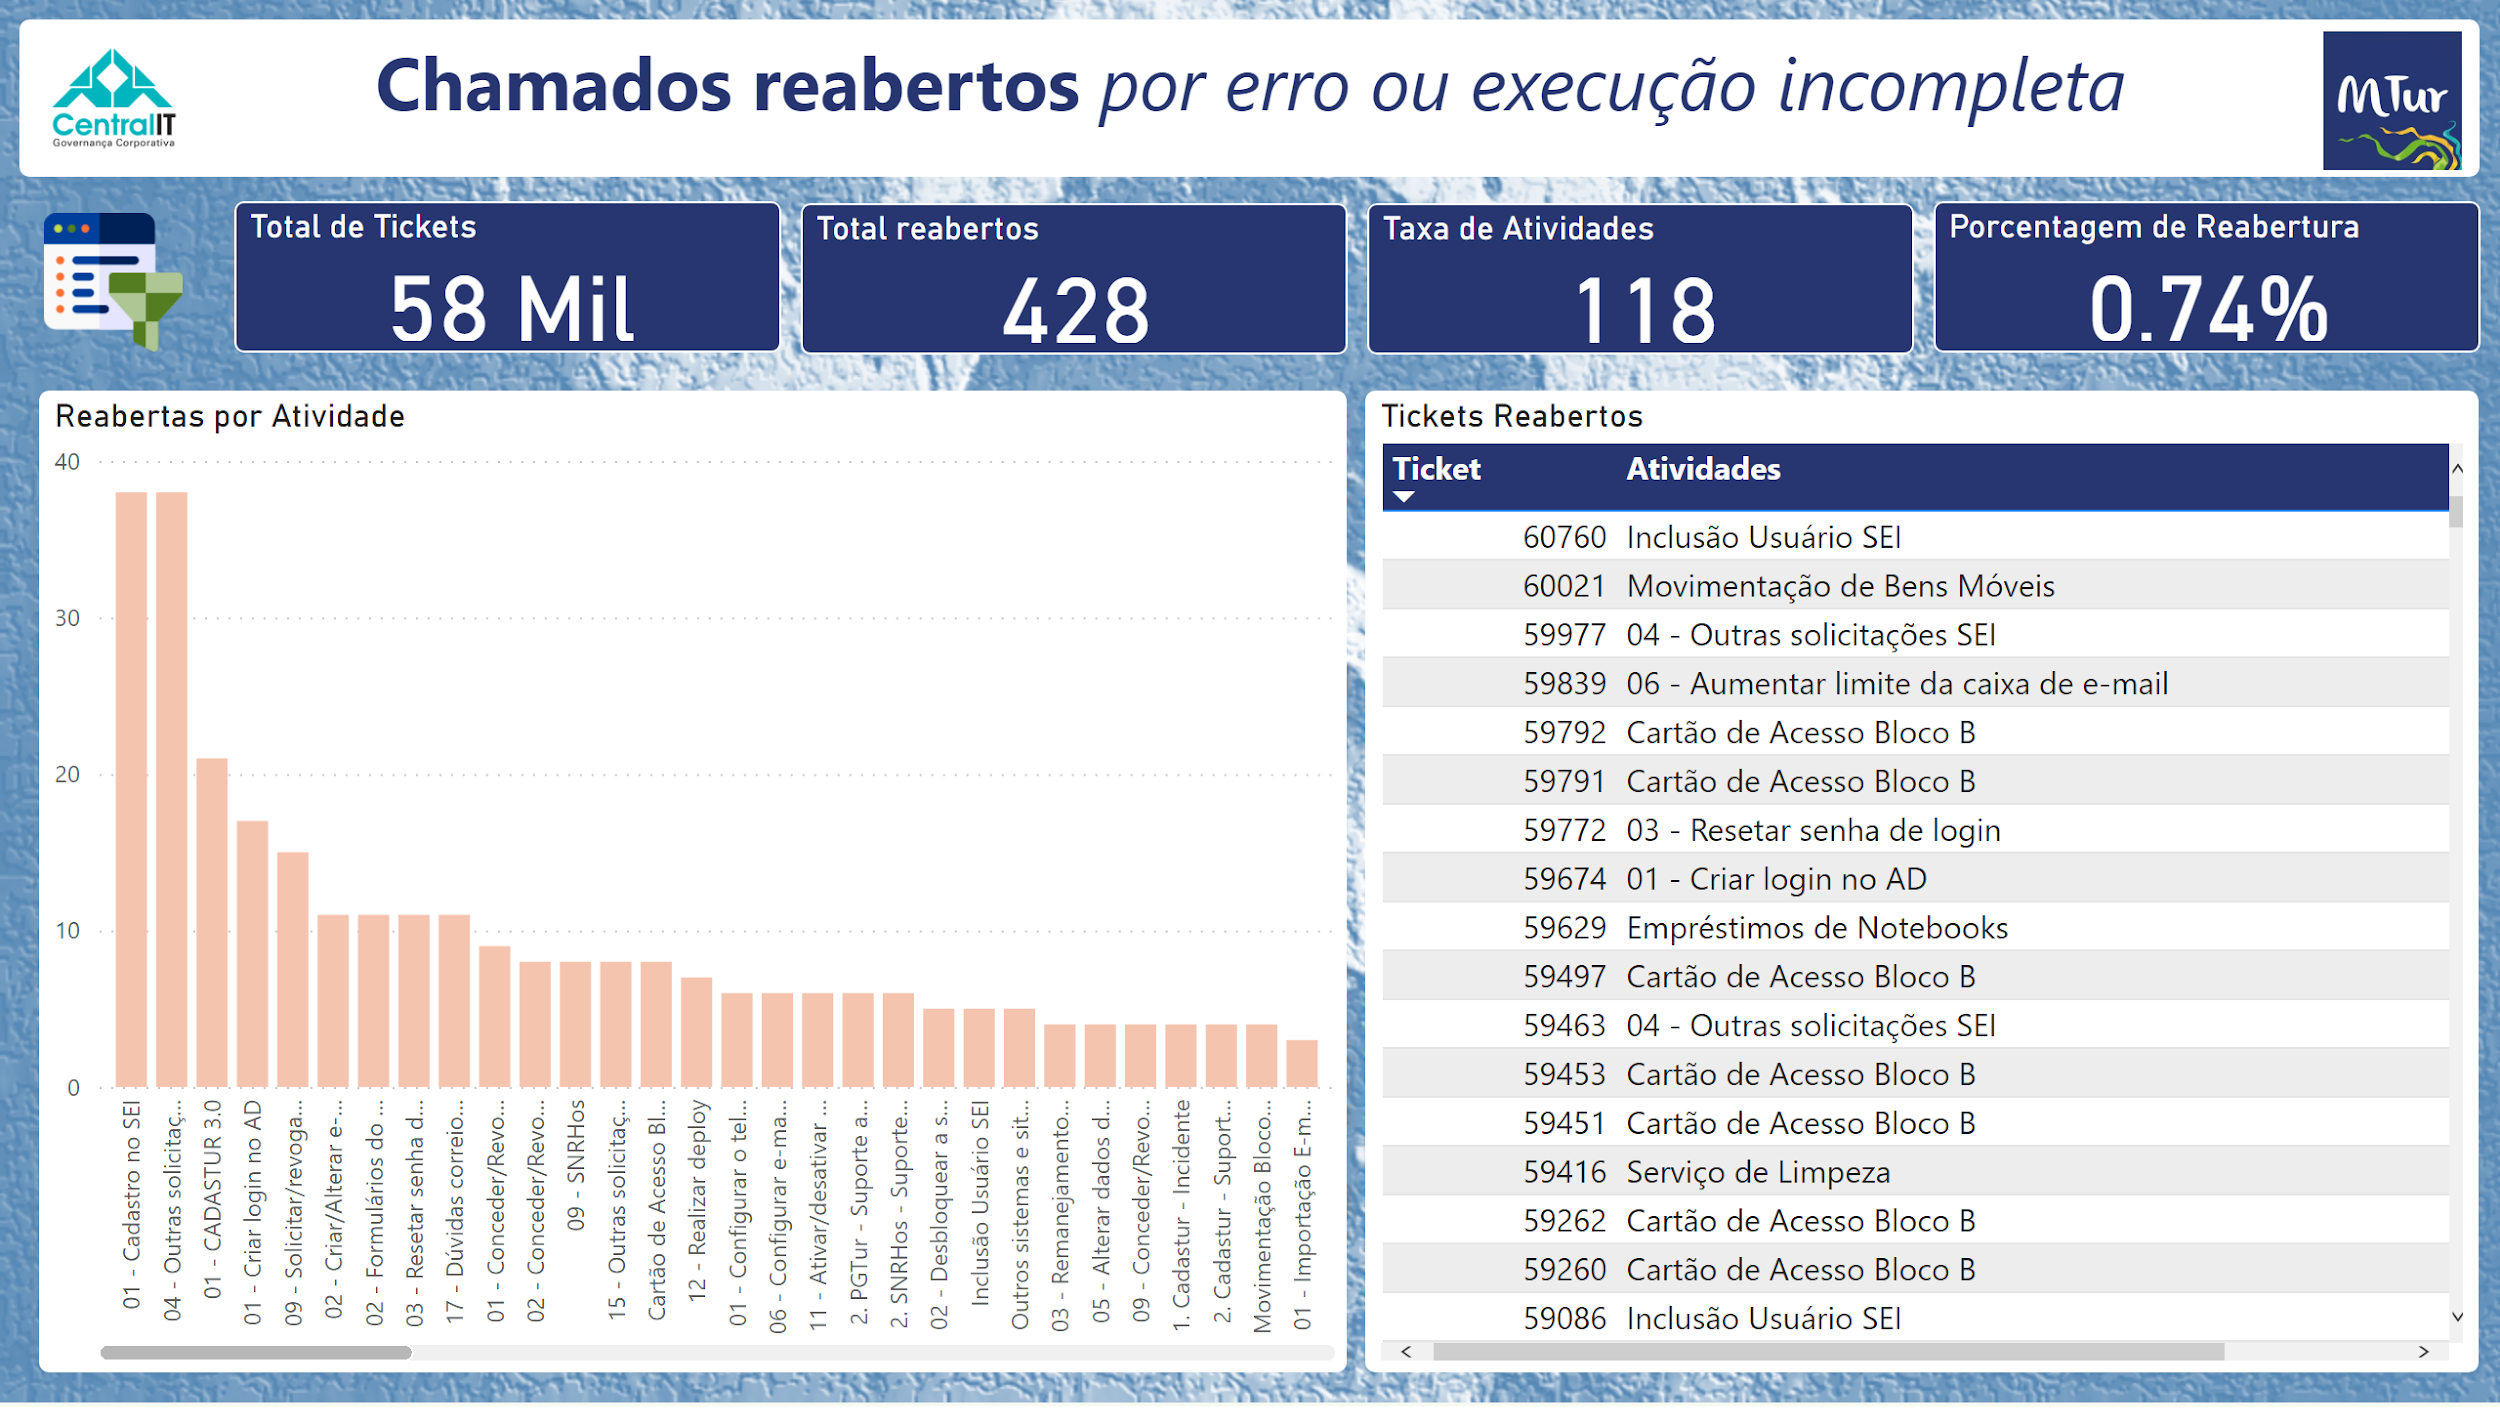 CentralIT
Governança Corporativa
Chamados reabertos por erro ou execução incompleta
MTur
Total de Tickets
58 Mil
Total reabertos
428
Taxa de Atividades
118
Porcentagem de Reabertura
0.74%
Reabertas por Atividade
40
30
20
10
0
01 - Cadastro no SEI
04 - Outras solicitaç...
01 - CADASTUR 3.0
01 - Criar login no AD
09 - Solicitar/revoga...
02 - Criar/Alterar e-...
02 - Formulários do ...
03 - Resetar senha d...
17 - Dúvidas correio...
01 - Conceder/Revo...
02 - Conceder/Revo...
09 - SNRHos
15 - Outras solicitaç...
Cartão de Acesso Bl...
12 - Realizar deploy
01 - Configurar o tel...
06 - Configurar e-ma...
11 - Ativar/desativar ...
2. PGTur - Suporte a...
2. SNRHos - Suporte...
02 - Desbloquear a s...
Inclusão Usuário SEI
Outros sistemas e sit...
03 - Remanejamento...
05 - Alterar dados d...
09 - Conceder/Revo...
1. Cadastur - Incidente
2. Cadastur - Suport...
Movimentação Bloco...
01 - Importação E-m...
Tickets Reabertos
Ticket Atividades
60760 Inclusão Usuário SEI
60021 Movimentação de Bens Móveis
59977 04 - Outras solicitações SEI
59839 06 - Aumentar limite da caixa de e-mail
59792 Cartão de Acesso Bloco B
59791 Cartão de Acesso Bloco B
59772 03 - Resetar senha de login
59674 01 - Criar login no AD
59629 Empréstimos de Notebooks
59497 Cartão de Acesso Bloco B
59463 04 - Outras solicitações SEI
59453 Cartão de Acesso Bloco B
59451 Cartão de Acesso Bloco B
59416 Serviço de Limpeza
59262 Cartão de Acesso Bloco B
59260 Cartão de Acesso Bloco B
59086 Inclusão Usuário SEI